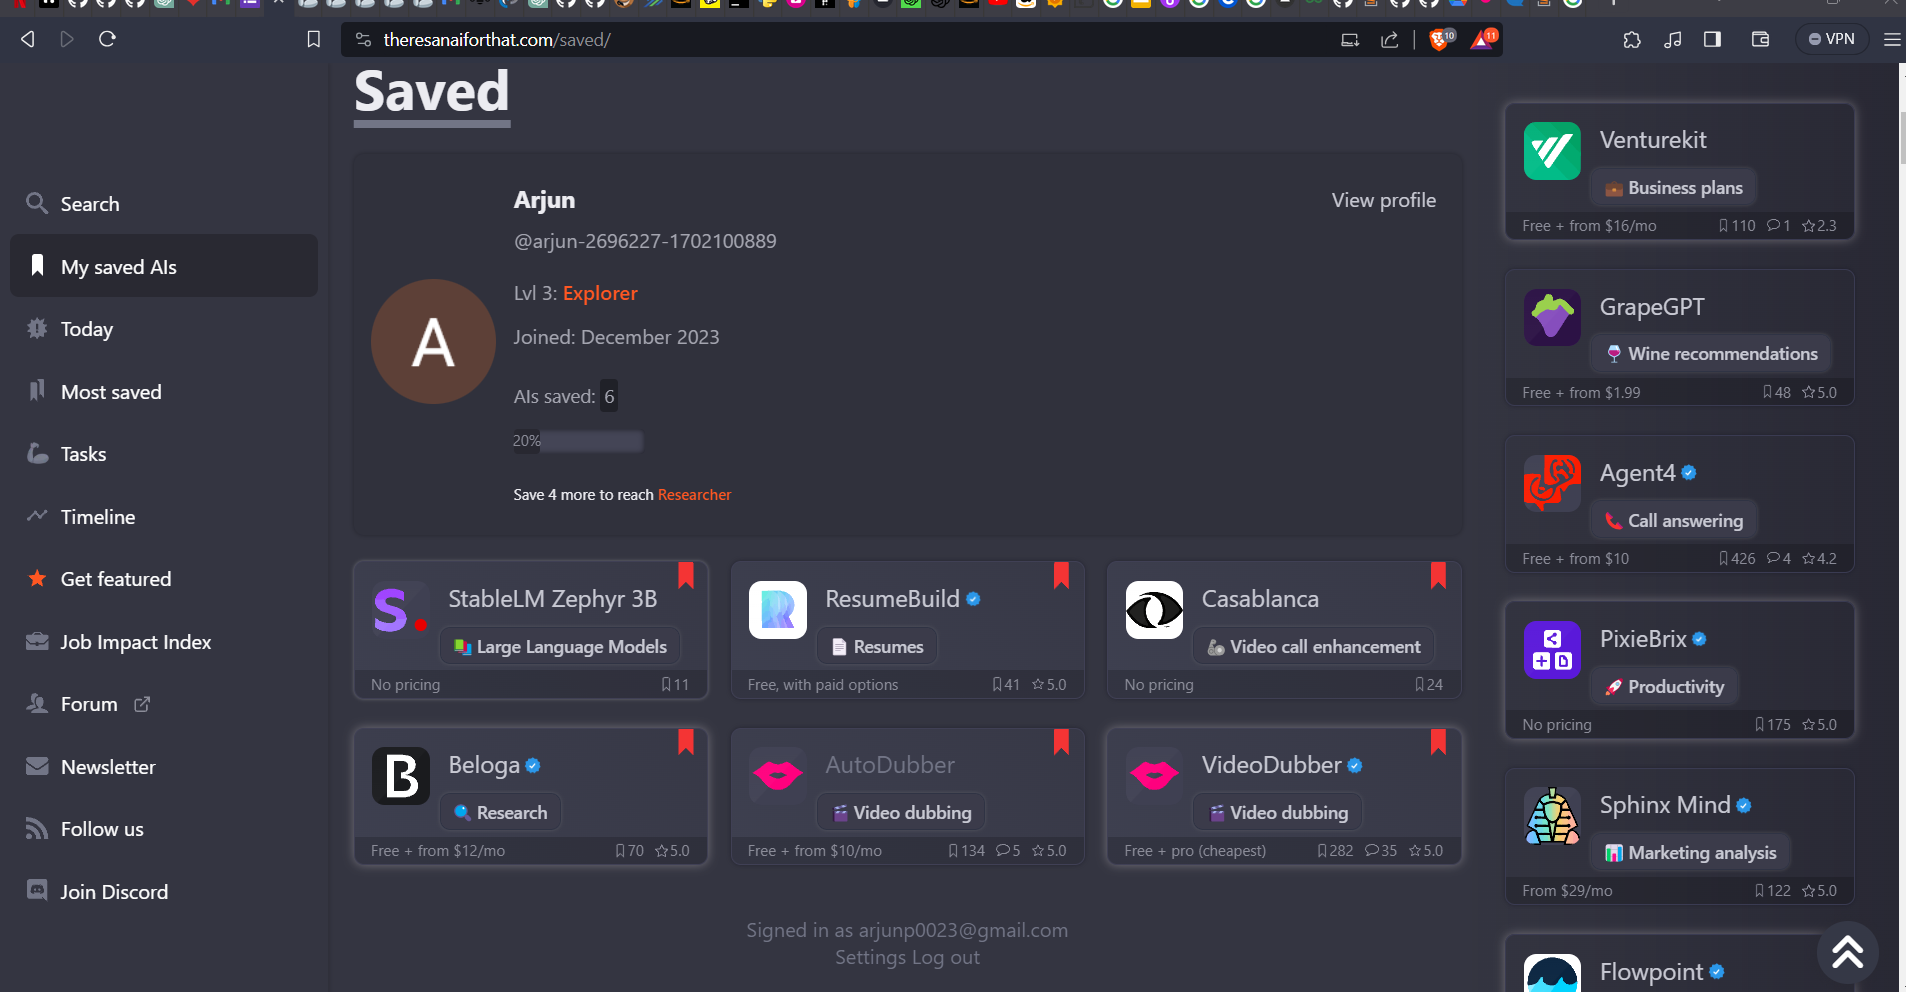 theresanaiforthat.com/saved/
10
11
VPN
Search
My saved AIs
Today
Most saved
Tasks
Timeline
Get featured
Job Impact Index
Forum
Newsletter
Follow us
Join Discord
Saved
Arjun
View profile
@arjun-2696227-1702100889
Lvl 3: Explorer
Joined: December 2023
A
AIs saved: 6
20%
Save 4 more to reach Researcher
StableLM Zephyr 3B
Large Language Models
No pricing 11
ResumeBuild
Resumes
Free, with paid options 41 5.0
Casablanca
Video call enhancement
No pricing 24
Beloga
Research
Free + from $12/mo 70 5.0
AutoDubber
Video dubbing
Free + from $10/mo 134 5 5.0
VideoDubber
Video dubbing
Free + pro (cheapest) 282 35 5.0
Signed in as arjunp0023@gmail.com
Settings Log out
Venturekit
Business plans
Free + from $16/mo 110 1 2.3
GrapeGPT
Wine recommendations
Free + from $1.99 48 5.0
Agent4
Call answering
Free + from $10 426 4 4.2
PixieBrix
Productivity
No pricing 175 5.0
Sphinx Mind
Marketing analysis
From $29/mo 122 5.0
Flowpoint